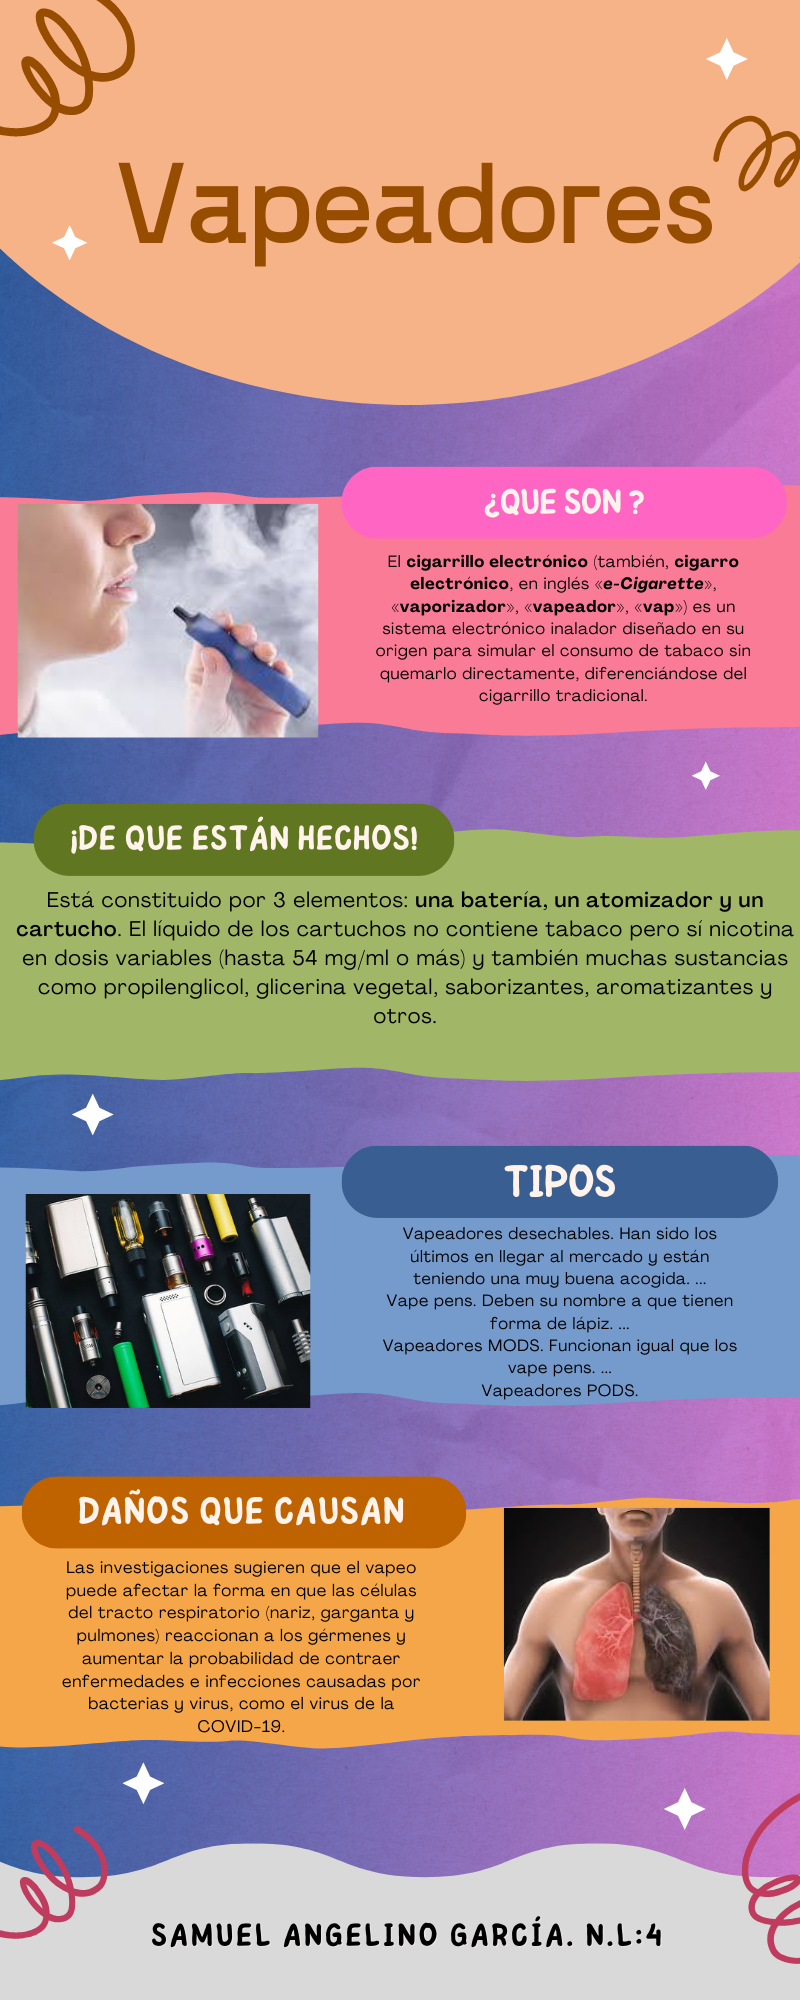 Vapeadores
¿QUE SON ?
El cigarrillo electrónico (también, cigarro
electrónico, en inglés «e-Cigarette»,
«vaporizador», «vapeador», «vap») es un
sistema electrónico inalador diseñado en su
origen para simular el consumo de tabaco sin
quemarlo directamente, diferenciándose del
cigarrillo tradicional.
¡DE QUE ESTÁN HECHOS!
Está constituido por 3 elementos: una batería, un atomizador y un
cartucho. El líquido de los cartuchos no contiene tabaco pero sí nicotina
en dosis variables (hasta 54 mg/ml o más) y también muchas sustancias
como propilenglicol, glicerina vegetal, saborizantes, aromatizantes y
otros.
TIPOS
Vapeadores desechables. Han sido los
últimos en llegar al mercado y están
teniendo una muy buena acogida. ...
Vape pens. Deben su nombre a que tienen
forma de lápiz. ...
Vapeadores MODS. Funcionan igual que los
vape pens. ...
Vapeadores PODS.
DAÑOS QUE CAUSAN
Las investigaciones sugieren que el vapeo
puede afectar la forma en que las células
del tracto respiratorio (nariz, garganta y
pulmones) reaccionan a los gérmenes y
aumentar la probabilidad de contraer
enfermedades e infecciones causadas por
bacterias y virus, como el virus de la
COVID-19.
SAMUEL ANGELINO GARCÍA. N.L:4